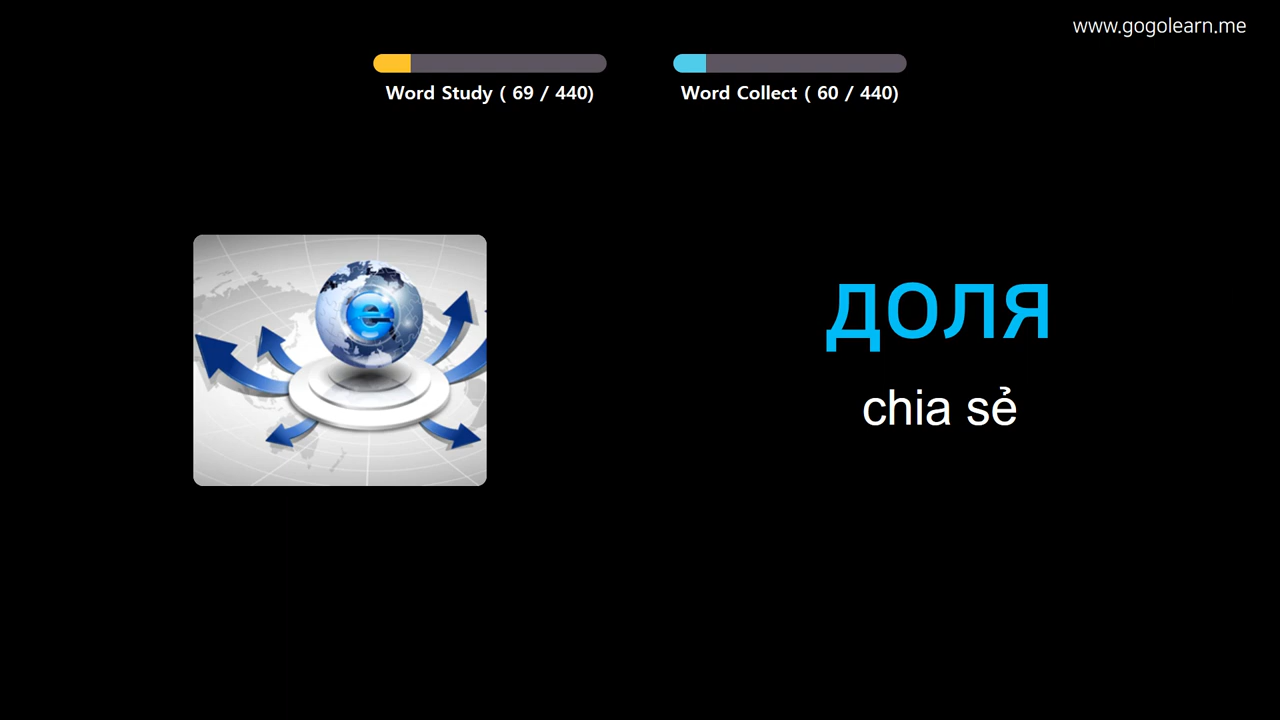 www.gogolearn.me
Word Study ( 69 / 440)
Word Collect ( 60 / 440)
e
доля
chia sẻ